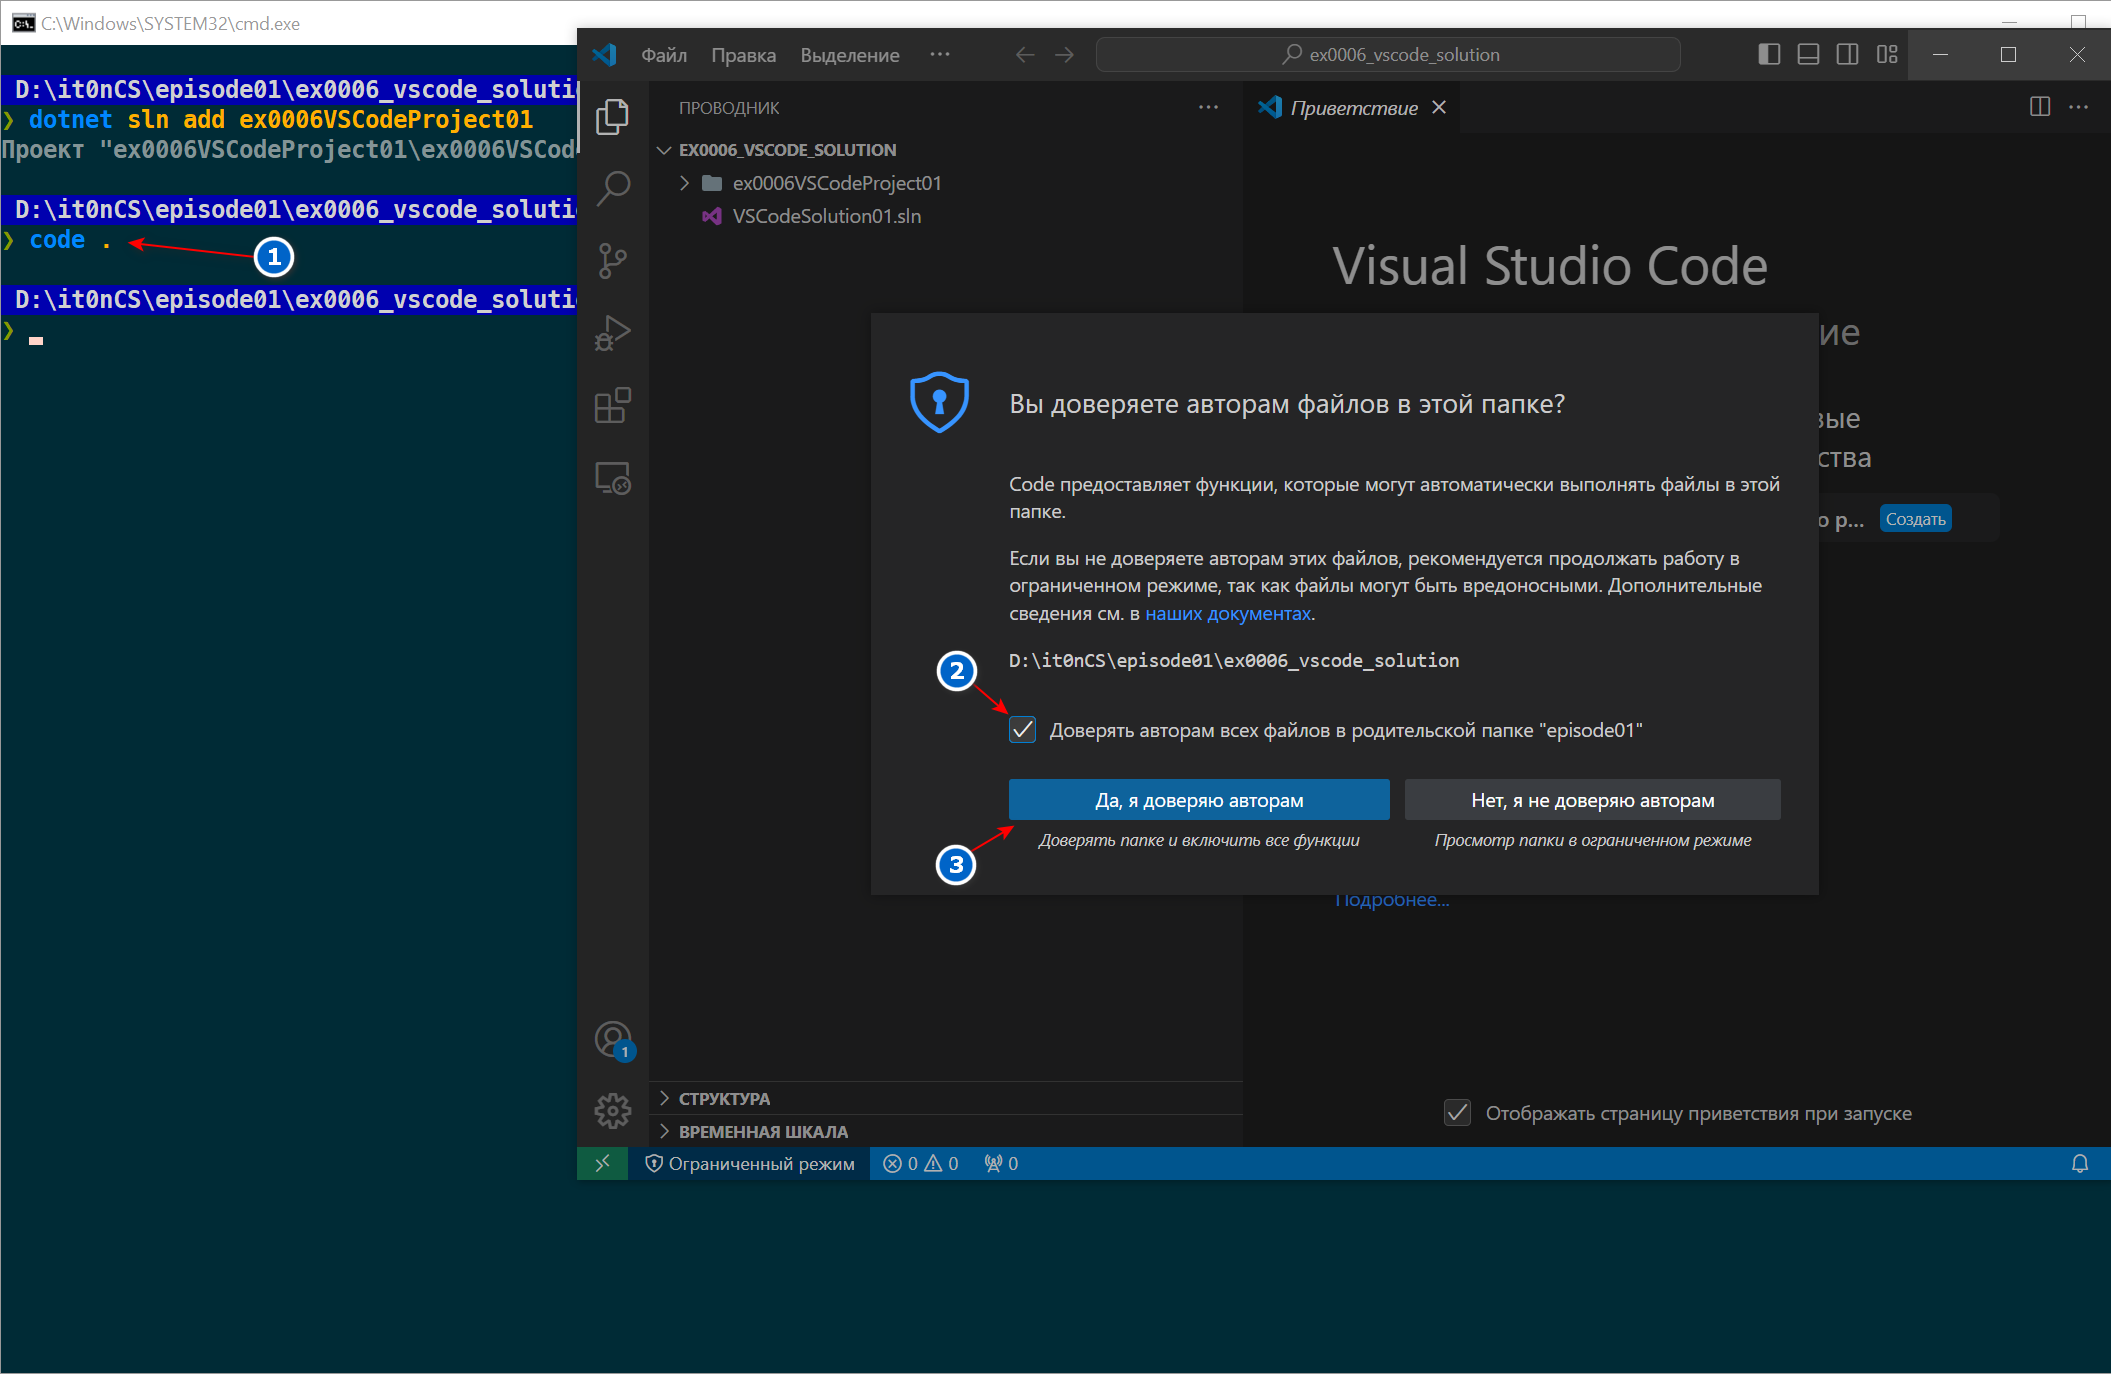 C:\Windows\SYSTEM32\cmd.exe
D:\it0nCS\episode01\ex0006_vscode_soluti
❯ dotnet sln add ex0006VSCodeProject01
Проект "ex0006VSCodeProject01\ex0006VSCod
D:\it0nCS\episode01\ex0006_vscode_soluti
❯ code .
1
D:\it0nCS\episode01\ex0006_vscode_soluti
❯
Файл Правка Выделение ···
ex0006_vscode_solution
ПРОВОДНИК ···
Приветствие
EX0006_VSCODE_SOLUTION
ex0006VSCodeProject01
VSCodeSolution01.sln
Visual Studio Code
ие
вые
ства
о р... Создать
Вы доверяете авторам файлов в этой папке?
Code предоставляет функции, которые могут автоматически выполнять файлы в этой
папке.
Если вы не доверяете авторам этих файлов, рекомендуется продолжать работу в
ограниченном режиме, так как файлы могут быть вредоносными. Дополнительные
сведения см. в наших документах.
D:\it0nCS\episode01\ex0006_vscode_solution
2
Доверять авторам всех файлов в родительской папке "episode01"
Да, я доверяю авторам
Нет, я не доверяю авторам
3
Доверять папке и включить все функции
Просмотр папки в ограниченном режиме
Подробнее...
1
СТРУКТУРА
ВРЕМЕННАЯ ШКАЛА
Отображать страницу приветствия при запуске
Ограниченный режим 0 0 0